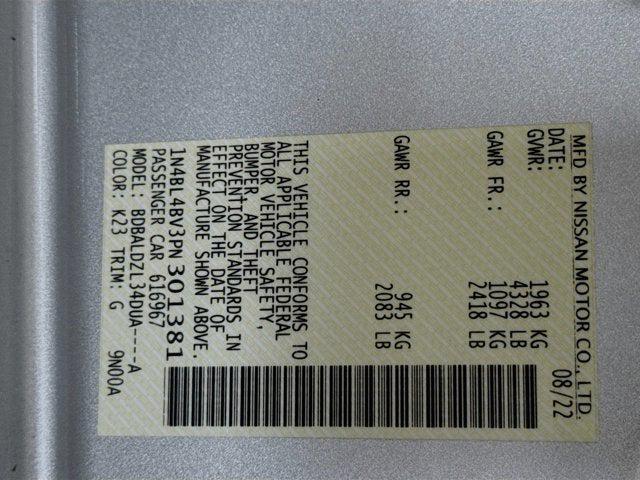 MFD BY NISSAN MOTOR CO., LTD.
DATE: 08/22
GVWR: 1963 KG
4328 LB
GAWR FR.: 1097 KG
2418 LB
GAWR RR.: 945 KG
2083 LB
THIS VEHICLE CONFORMS TO
ALL APPLICABLE FEDERAL
MOTOR VEHICLE SAFETY,
BUMPER, AND THEFT
PREVENTION STANDARDS IN
EFFECT ON THE DATE OF
MANUFACTURE SHOWN ABOVE.
1N4BL4BV3PN301381
PASSENGER CAR 616967
MODEL: BDBALDZL34DUA----A
COLOR: K23 TRIM: G 9N00A